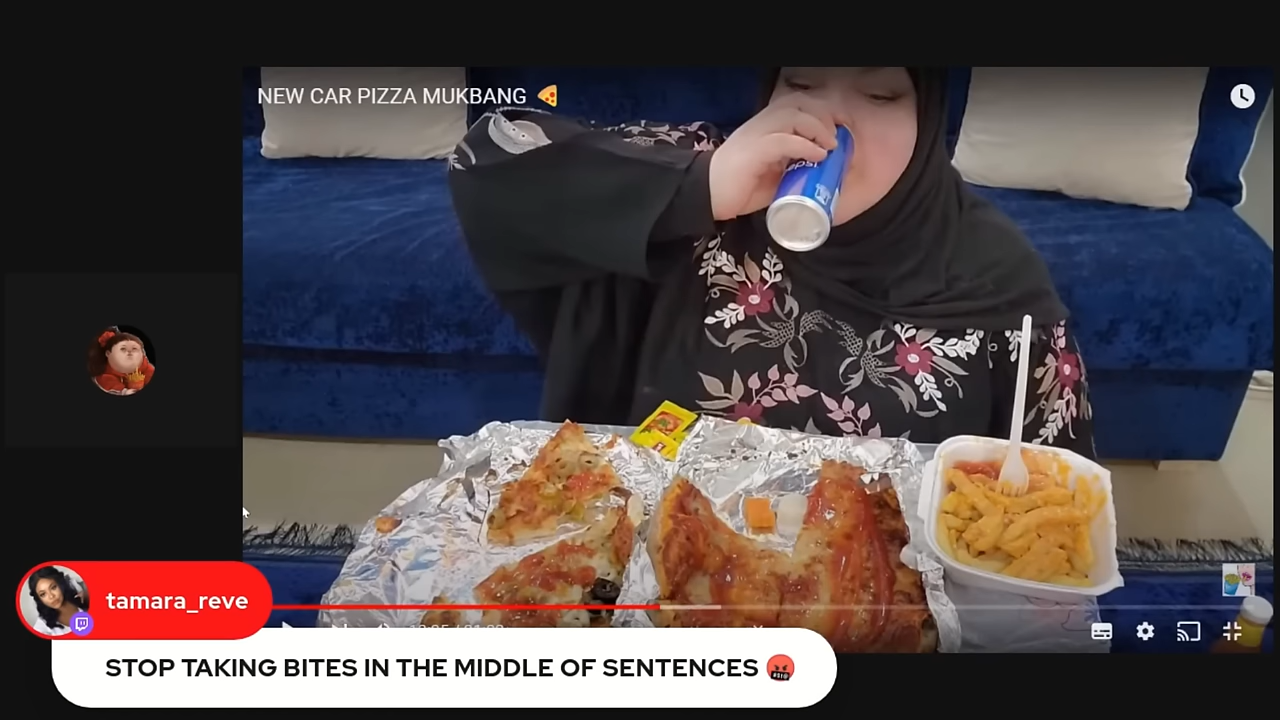 NEW CAR PIZZA MUKBANG 🍕
tamara_reve
STOP TAKING BITES IN THE MIDDLE OF SENTENCES 🤬